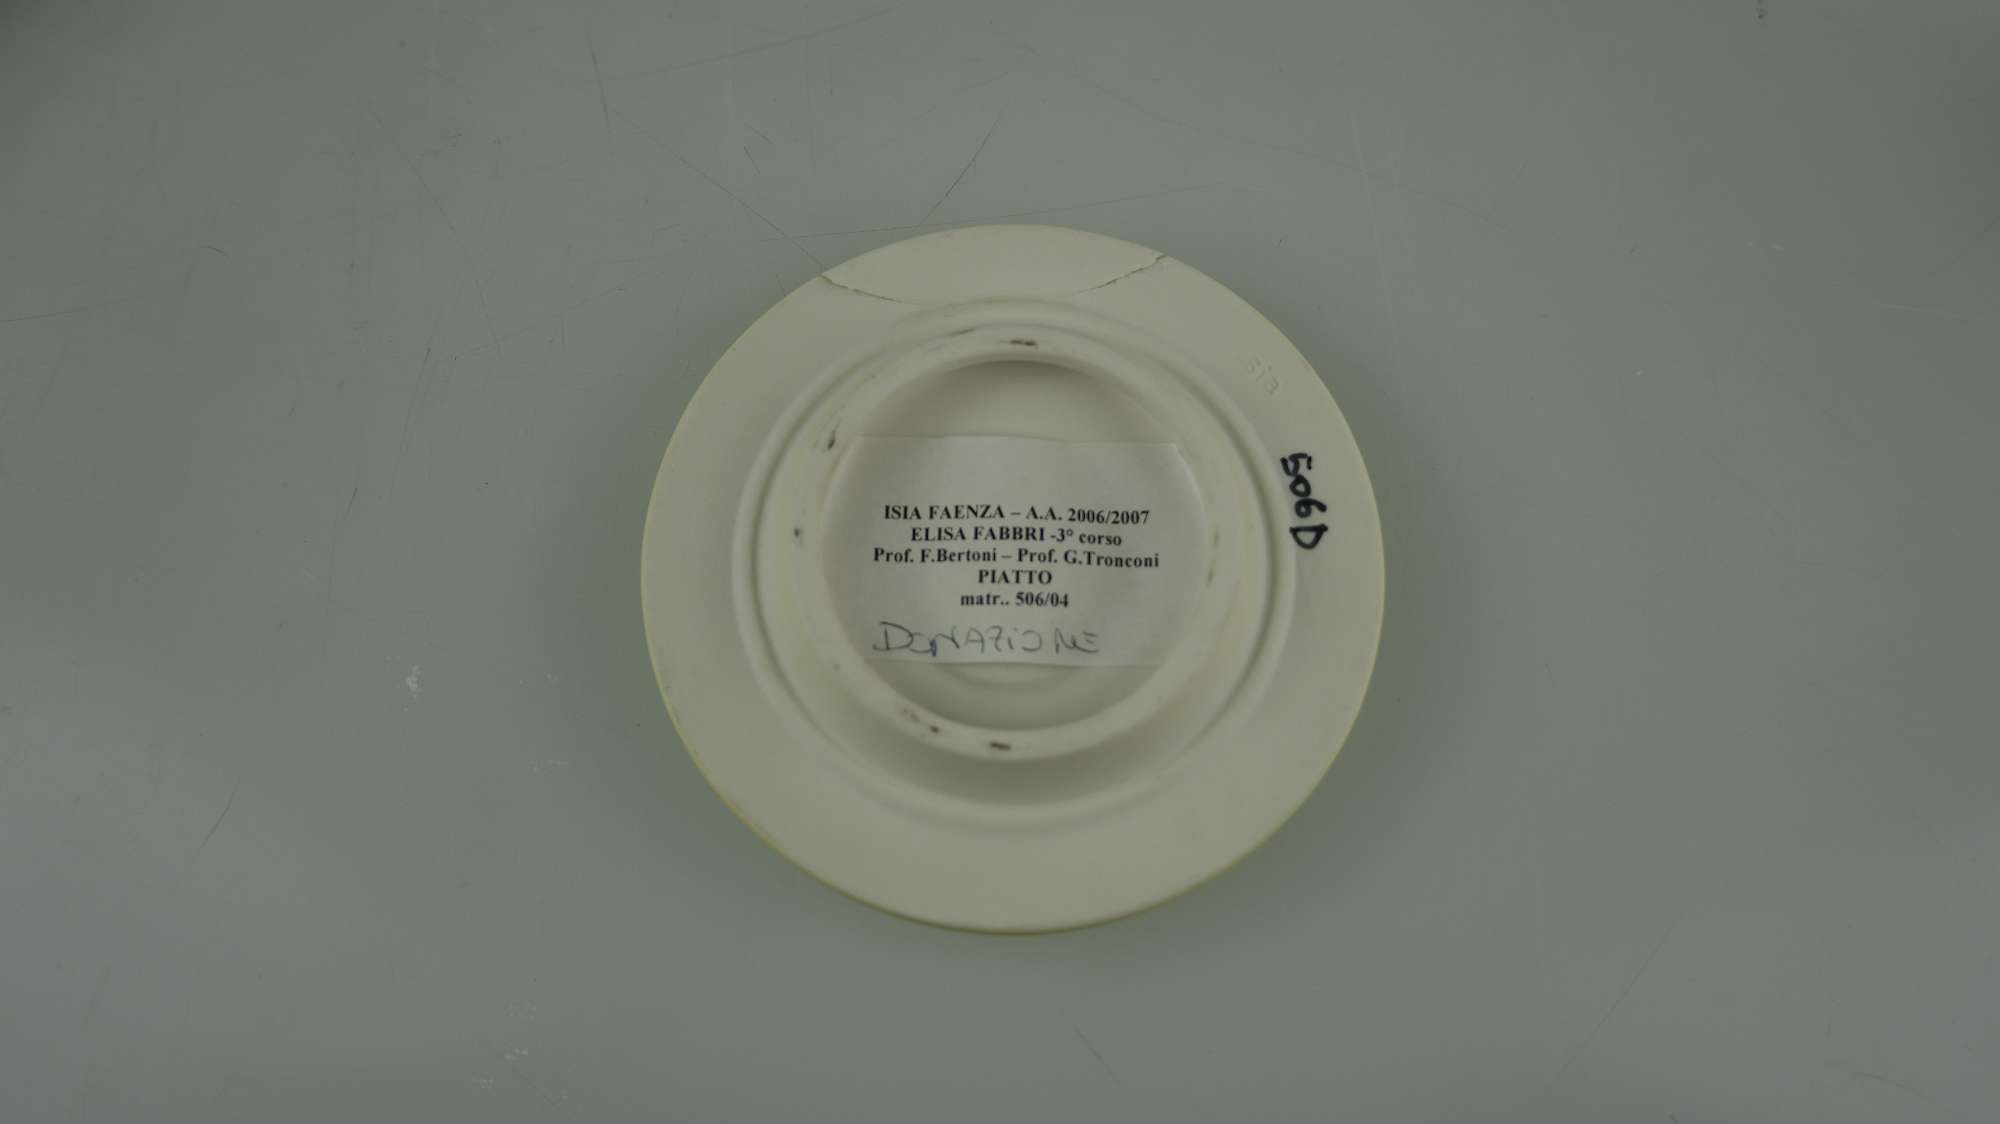 ISIA FAENZA – A.A. 2006/2007
ELISA FABBRI -3° corso
Prof. F.Bertoni – Prof. G.Tronconi
PIATTO
matr.. 506/04
DONAZIONE
506D